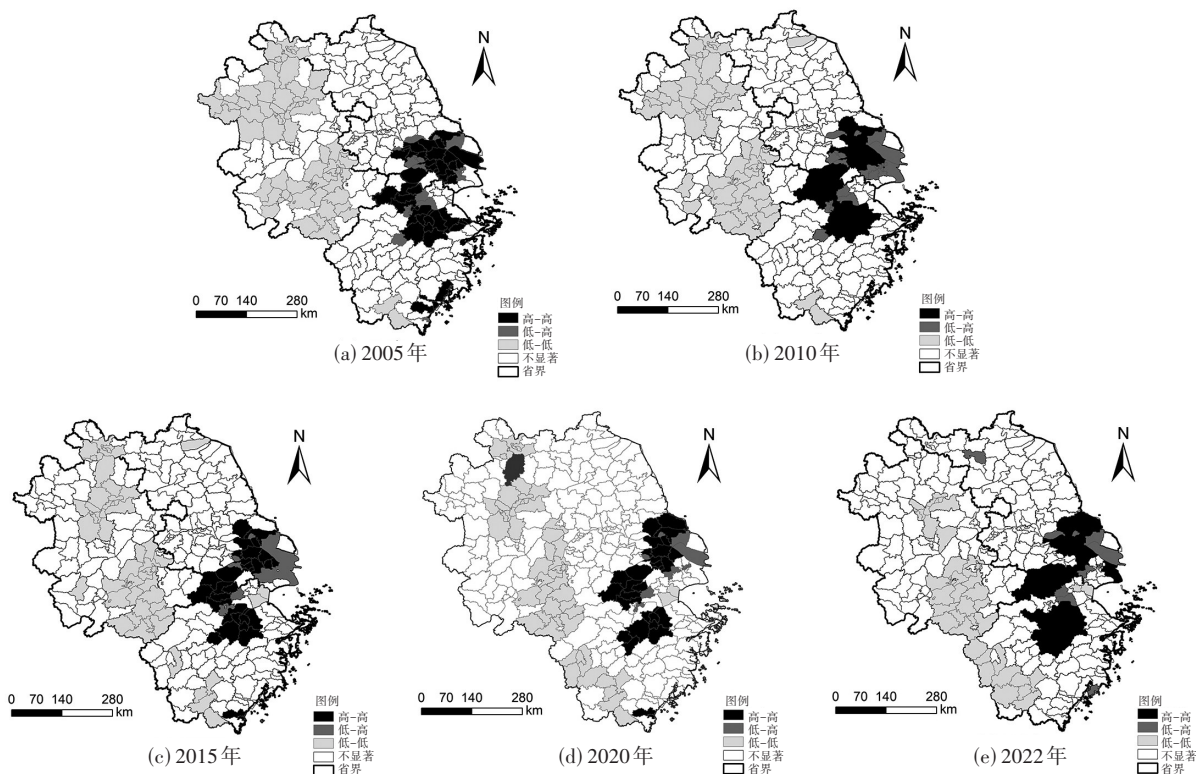 N
0 70 140 280
km
图例
高-高
低-高
低-低
不显著
省界
(a) 2005年
N
0 70 140 280
km
图例
高-高
低-高
低-低
不显著
省界
(b) 2010年
N
0 70 140 280
km
图例
高-高
低-高
低-低
不显著
省界
(c) 2015年
N
0 70 140 280
km
图例
高-高
低-高
低-低
不显著
省界
(d) 2020年
N
0 70 140 280
km
图例
高-高
低-高
低-低
不显著
省界
(e) 2022年